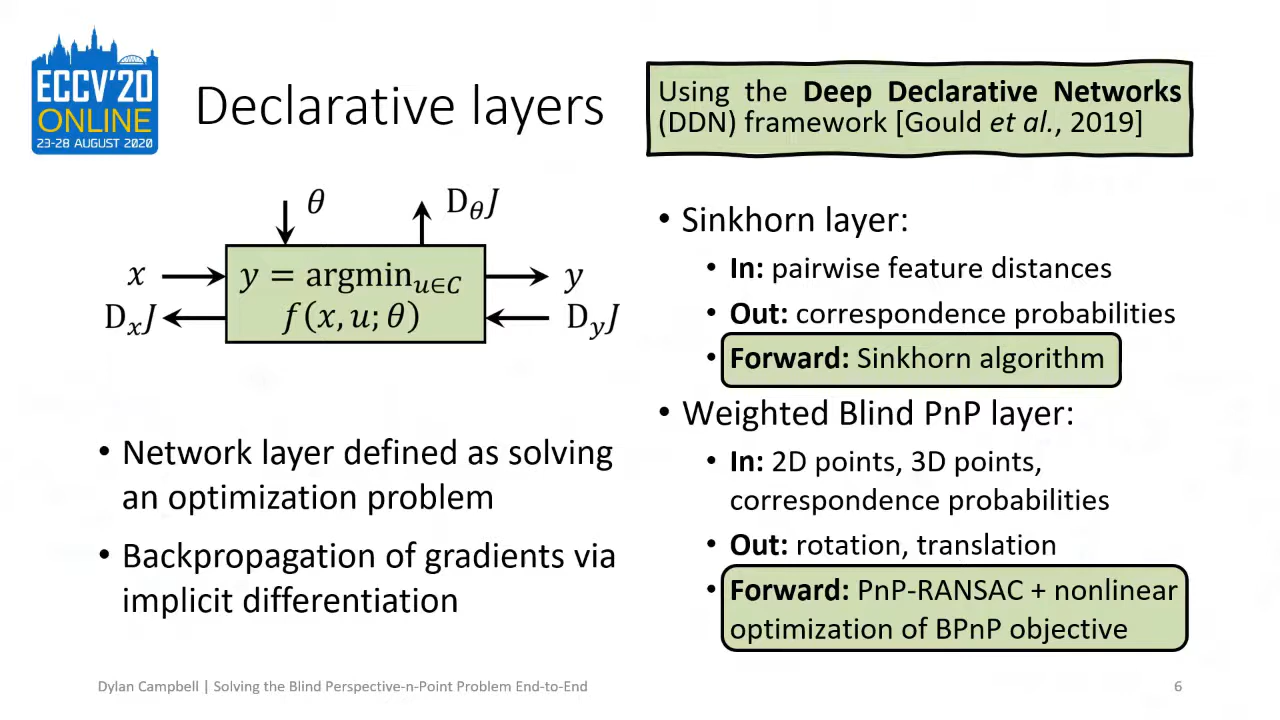 ECCV'20
ONLINE
23-28 AUGUST 2020
Declarative layers
Using the Deep Declarative Networks
(DDN) framework [Gould et al., 2019]
θ
D_θJ
x
y = argmin_{u∈C}
f(x, u; θ)
y
D_xJ
D_yJ
• Network layer defined as solving
an optimization problem
• Backpropagation of gradients via
implicit differentiation
• Sinkhorn layer:
• In: pairwise feature distances
• Out: correspondence probabilities
• Forward: Sinkhorn algorithm
• Weighted Blind PnP layer:
• In: 2D points, 3D points,
correspondence probabilities
• Out: rotation, translation
• Forward: PnP-RANSAC + nonlinear
optimization of BPnP objective
Dylan Campbell | Solving the Blind Perspective-n-Point Problem End-to-End
6